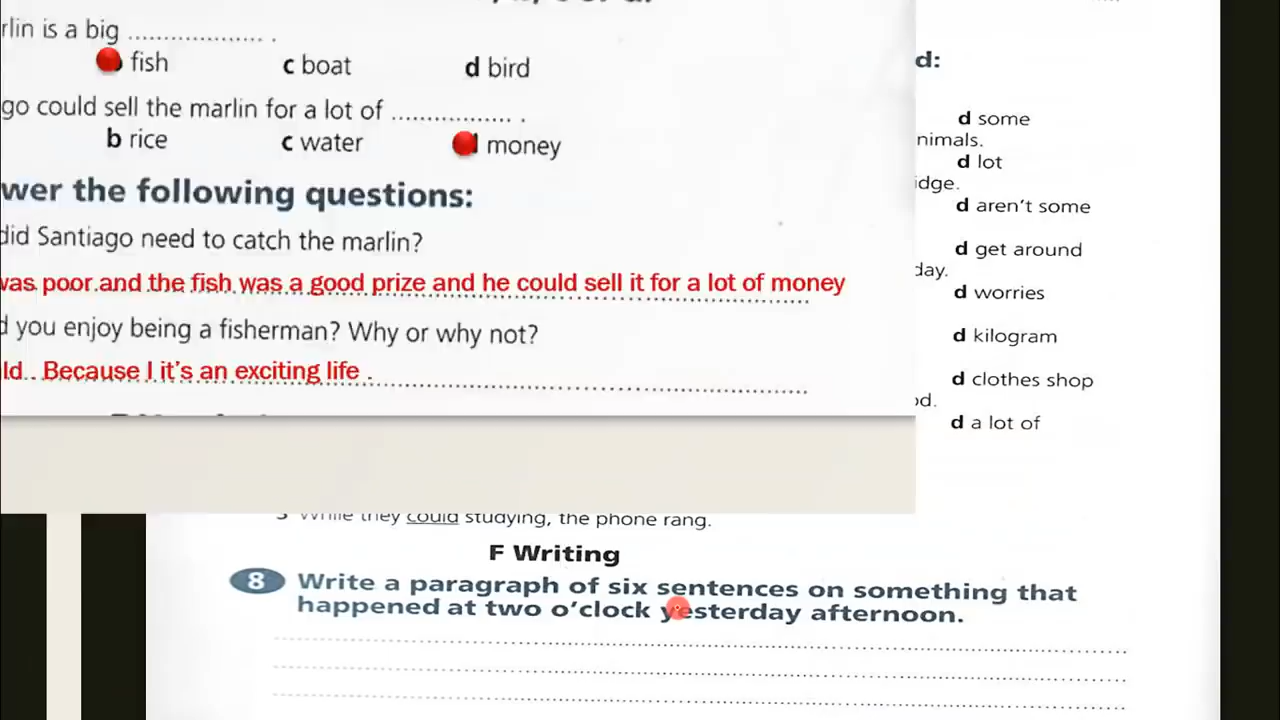 rlin is a big .................... .
fish c boat d bird
go could sell the marlin for a lot of .................. .
b rice c water money
wer the following questions:
did Santiago need to catch the marlin?
was poor and the fish was a good prize and he could sell it for a lot of money
d you enjoy being a fisherman? Why or why not?
ld.. Because I it's an exciting life .
d:
d some
nimals.
d lot
idge.
d aren't some
d get around
day.
d worries
d kilogram
d clothes shop
od.
d a lot of
While they could studying, the phone rang.
F Writing
8 Write a paragraph of six sentences on something that
happened at two o'clock yesterday afternoon.